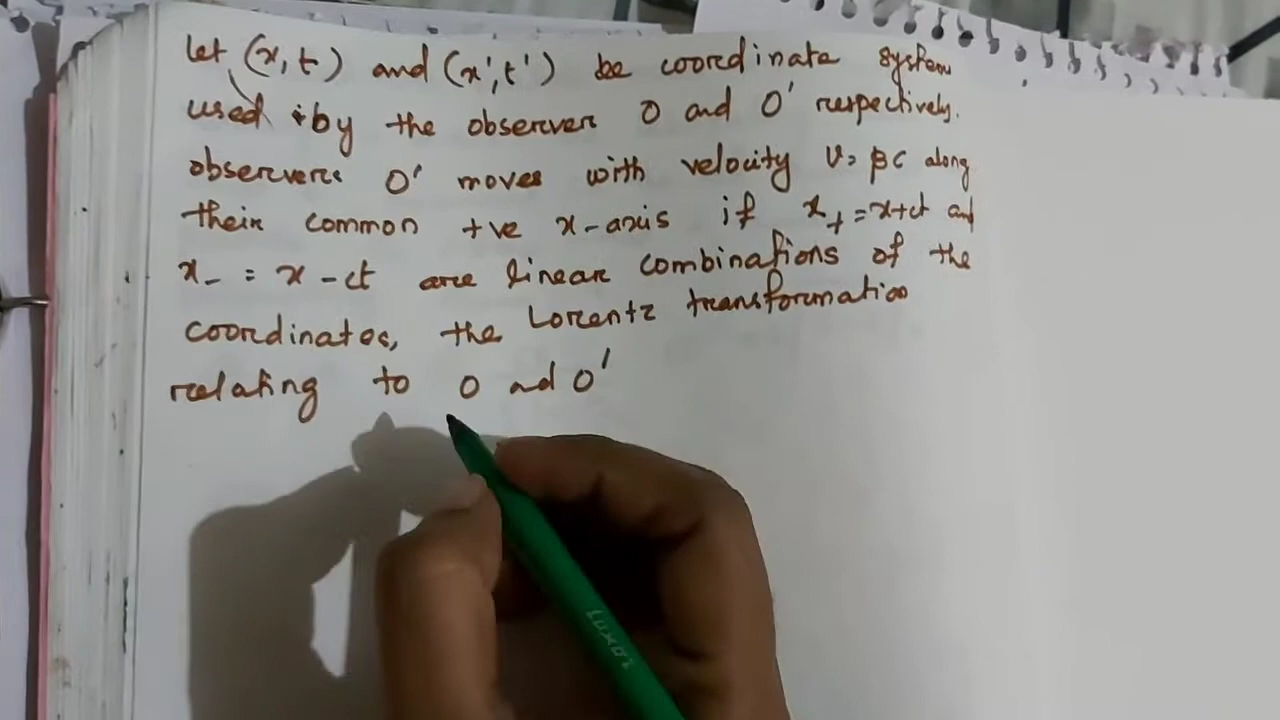 let (x, t) and (x', t') be coordinate system
used by the observer O and O' respectively.
observer O' moves with velocity v = βc along
their common +ve x-axis if x₊ = x+ct and
x₋ = x - ct are linear combinations of the
coordinates, the Lorentz transformation
relating to O and O'
LUXOR